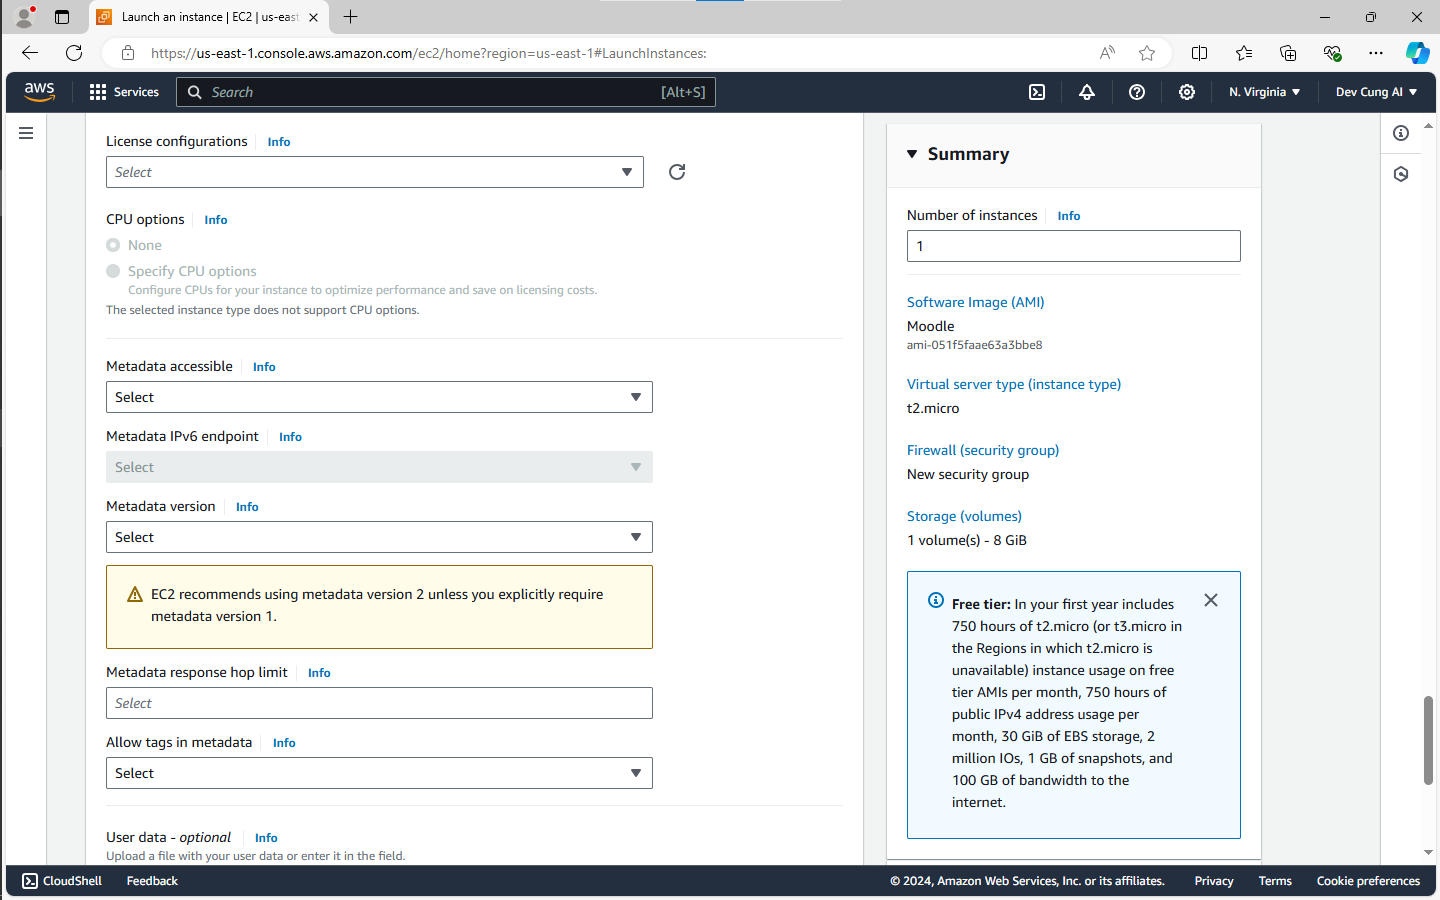 Launch an instance | EC2 | us-east
https://us-east-1.console.aws.amazon.com/ec2/home?region=us-east-1#LaunchInstances:
aws
Services
Search
[Alt+S]
N. Virginia
Dev Cung AI
License configurations
Info
Select
CPU options
Info
None
Specify CPU options
Configure CPUs for your instance to optimize performance and save on licensing costs.
The selected instance type does not support CPU options.
Metadata accessible
Info
Select
Metadata IPv6 endpoint
Info
Select
Metadata version
Info
Select
EC2 recommends using metadata version 2 unless you explicitly require
metadata version 1.
Metadata response hop limit
Info
Select
Allow tags in metadata
Info
Select
User data - optional
Info
Upload a file with your user data or enter it in the field.
Summary
Number of instances
Info
1
Software Image (AMI)
Moodle
ami-051f5faae63a3bbe8
Virtual server type (instance type)
t2.micro
Firewall (security group)
New security group
Storage (volumes)
1 volume(s) - 8 GiB
Free tier: In your first year includes
750 hours of t2.micro (or t3.micro in
the Regions in which t2.micro is
unavailable) instance usage on free
tier AMIs per month, 750 hours of
public IPv4 address usage per
month, 30 GiB of EBS storage, 2
million IOs, 1 GB of snapshots, and
100 GB of bandwidth to the
internet.
CloudShell
Feedback
© 2024, Amazon Web Services, Inc. or its affiliates.
Privacy
Terms
Cookie preferences